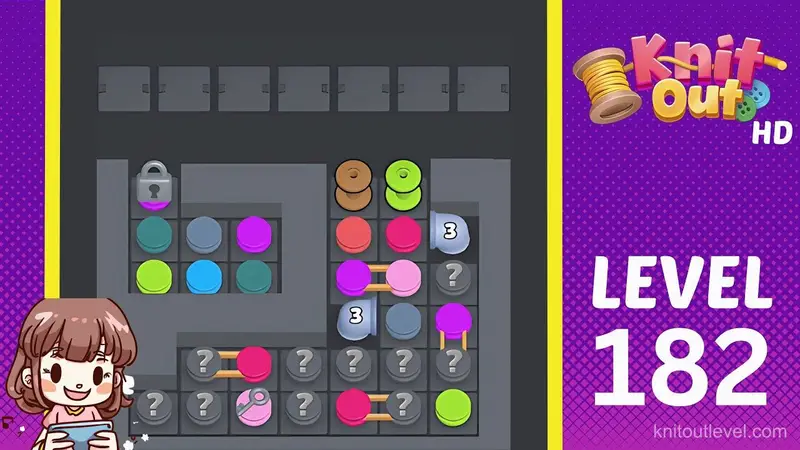 Knit
Out
HD
3
?
3
? ? ? ?
? ? ? ?
LEVEL
182
knitoutlevel.com